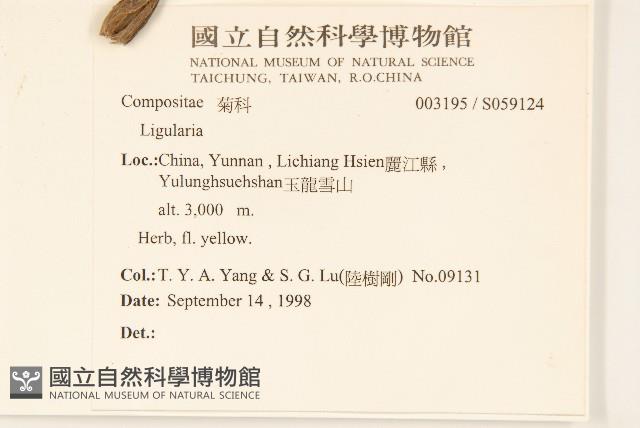 國立自然科學博物館
NATIONAL MUSEUM OF NATURAL SCIENCE
TAICHUNG, TAIWAN, R.O.CHINA
Compositae 菊科 003195 / S059124
Ligularia
Loc.:China, Yunnan , Lichiang Hsien麗江縣 ,
Yulunghsuehshan玉龍雪山
alt. 3,000 m.
Herb, fl. yellow.
Col.: T. Y. A. Yang & S. G. Lu(陸樹剛) No.09131
Date: September 14 , 1998
Det.:
國立自然科學博物館
NATIONAL MUSEUM OF NATURAL SCIENCE